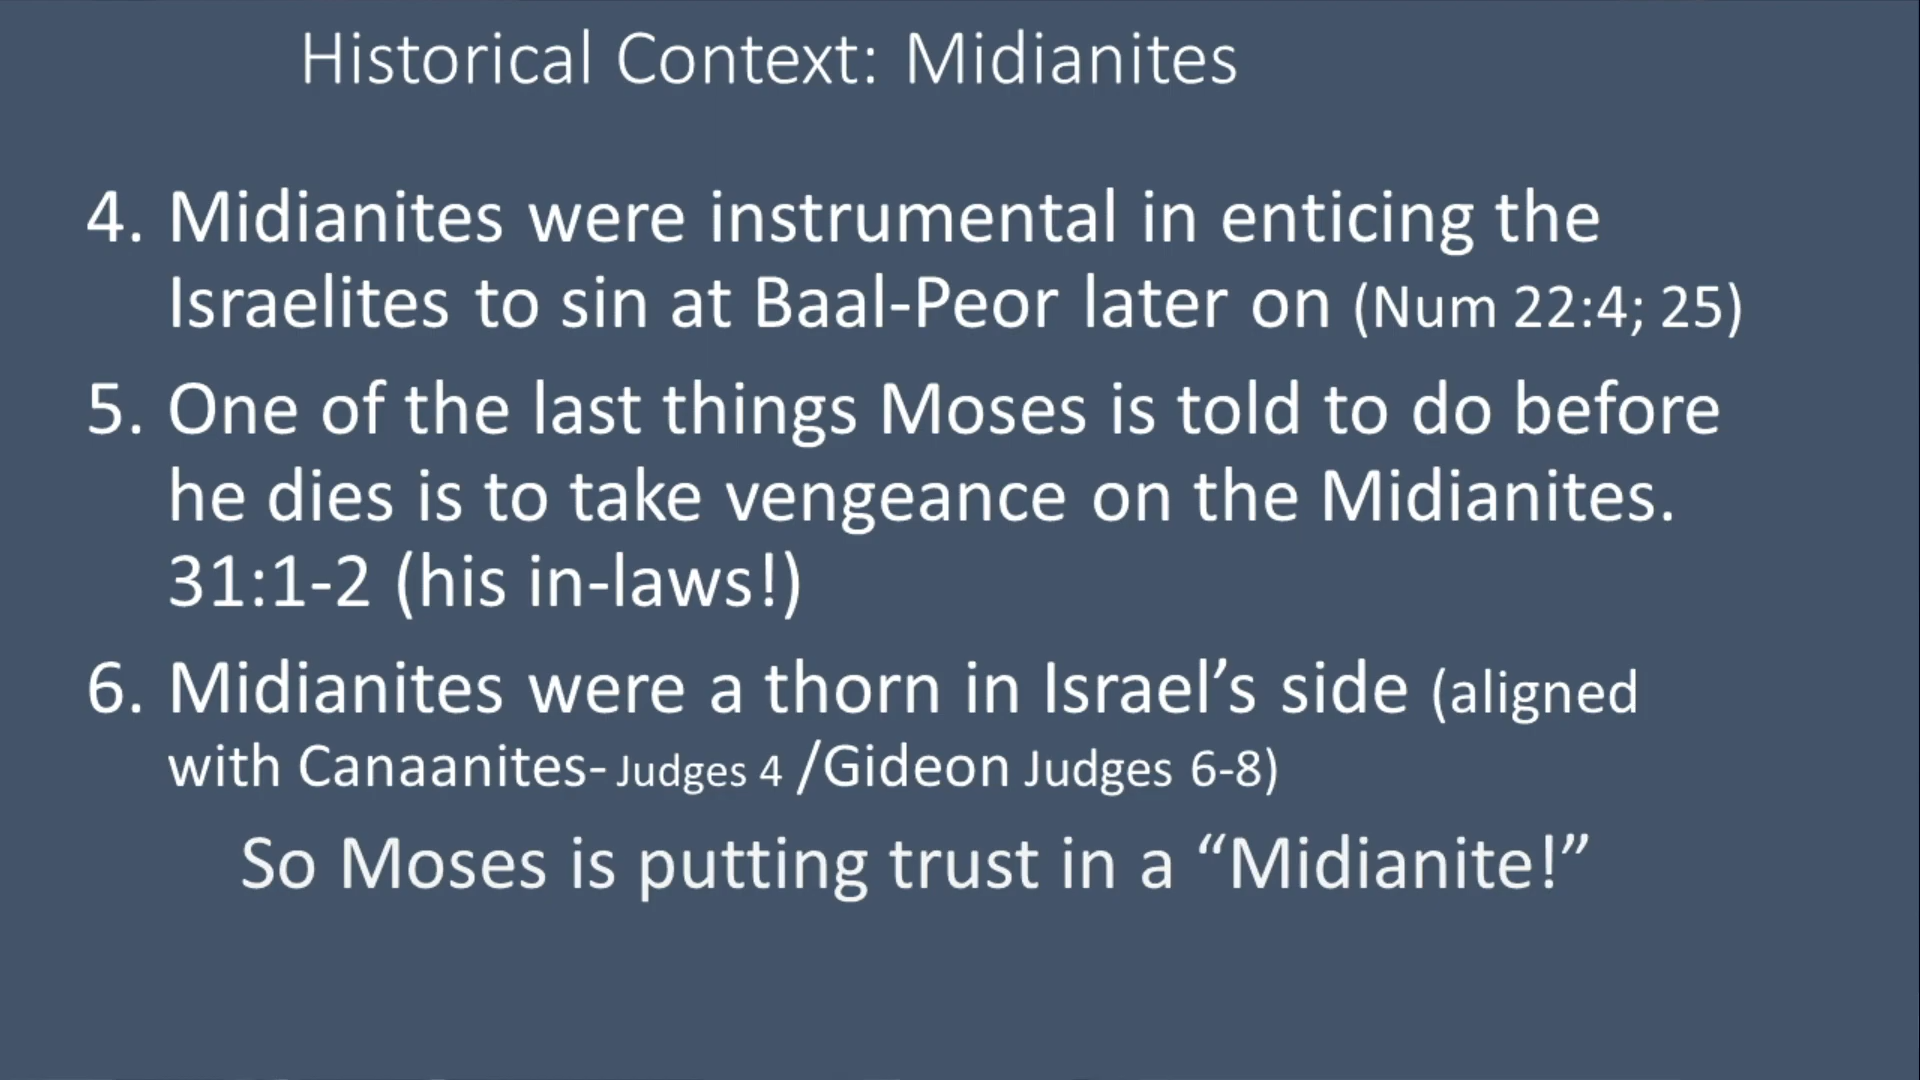 Historical Context: Midianites
4. Midianites were instrumental in enticing the
Israelites to sin at Baal-Peor later on (Num 22:4; 25)
5. One of the last things Moses is told to do before
he dies is to take vengeance on the Midianites.
31:1-2 (his in-laws!)
6. Midianites were a thorn in Israel’s side (aligned
with Canaanites- Judges 4 /Gideon Judges 6-8)
So Moses is putting trust in a “Midianite!”